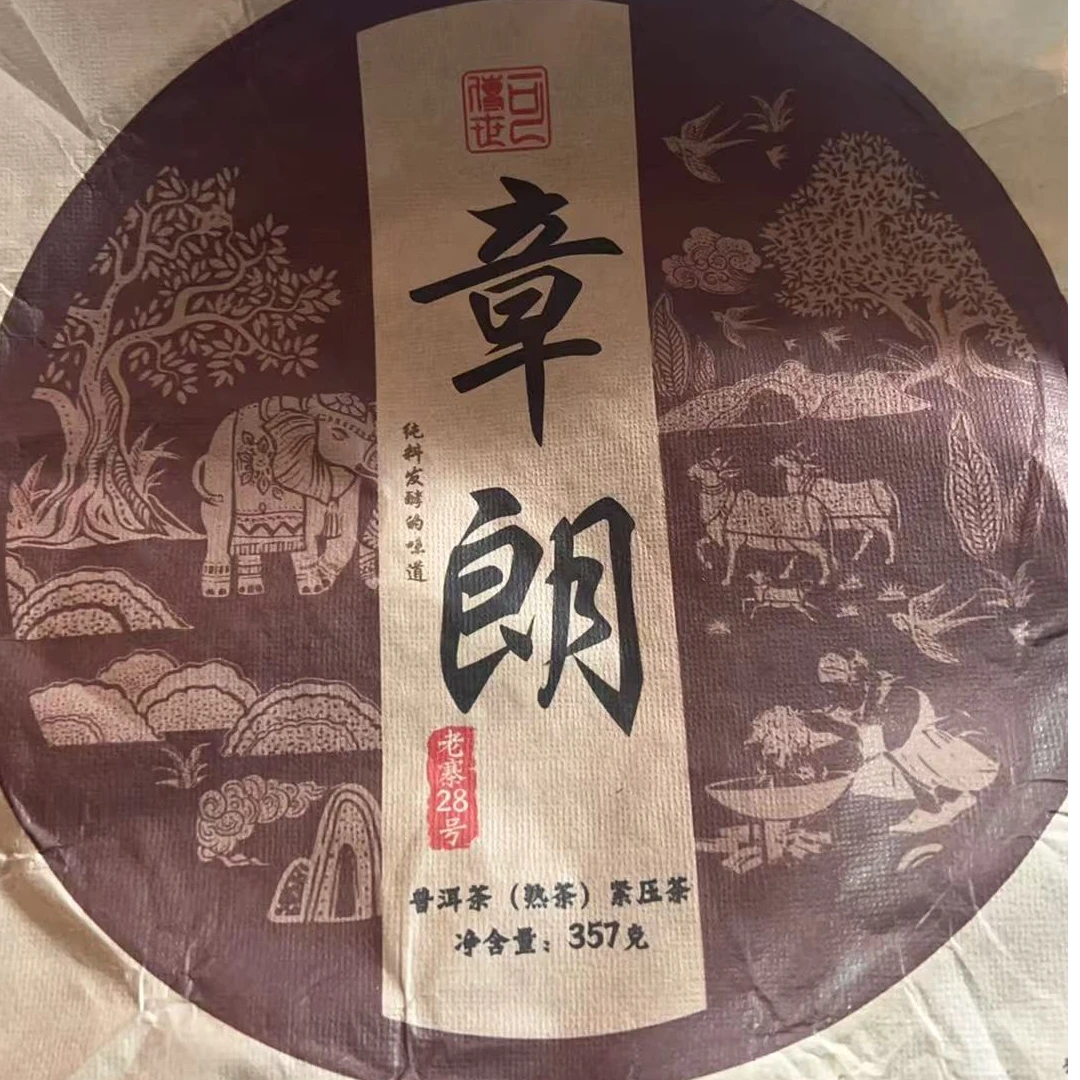 章朗
纯料发酵的味道
老寨28号
普洱茶（熟茶）紧压茶
净含量：357克